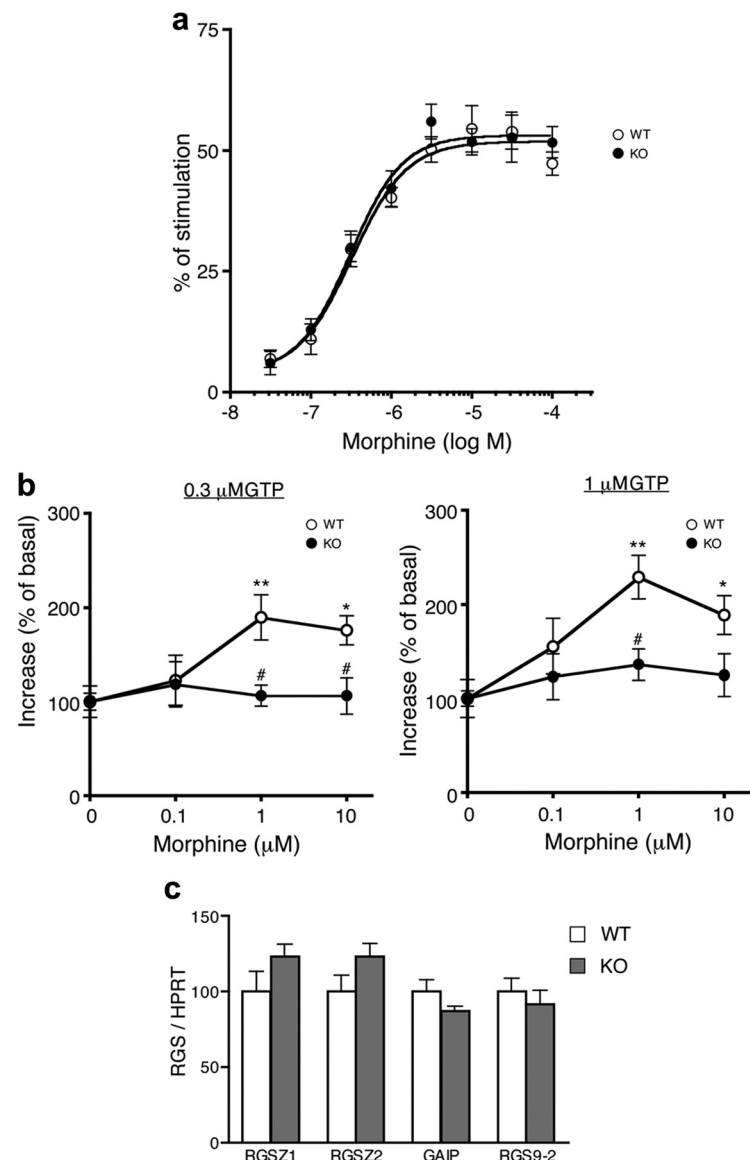 a
75
50
25
0
% of stimulation
-8 -7 -6 -5 -4
Morphine (log M)
WT
KO
b
0.3 μMGTP
300
200
100
0
Increase (% of basal)
WT
KO
**
*
#
#
0 0.1 1 10
Morphine (μM)
1 μMGTP
300
200
100
0
Increase (% of basal)
WT
KO
**
*
#
0 0.1 1 10
Morphine (μM)
c
150
100
50
0
RGS / HPRT
WT
KO
RGSZ1 RGSZ2 GAIP RGS9-2